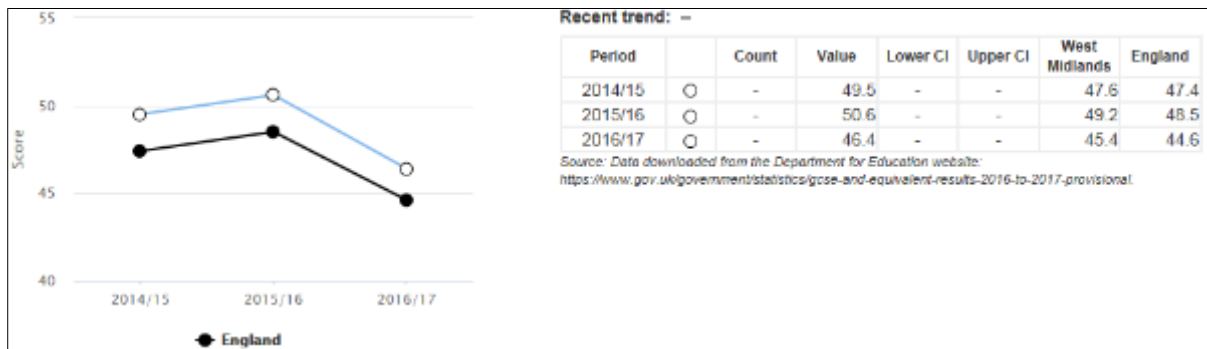 55
50
45
40
Score
2014/15 2015/16 2016/17
England
Recent trend: –
Period Count Value Lower CI Upper CI West Midlands England
2014/15 - 49.5 - - 47.6 47.4
2015/16 - 50.6 - - 49.2 48.5
2016/17 - 46.4 - - 45.4 44.6
Source: Data downloaded from the Department for Education website:
https://www.gov.uk/government/statistics/gcse-and-equivalent-results-2016-to-2017-provisional.